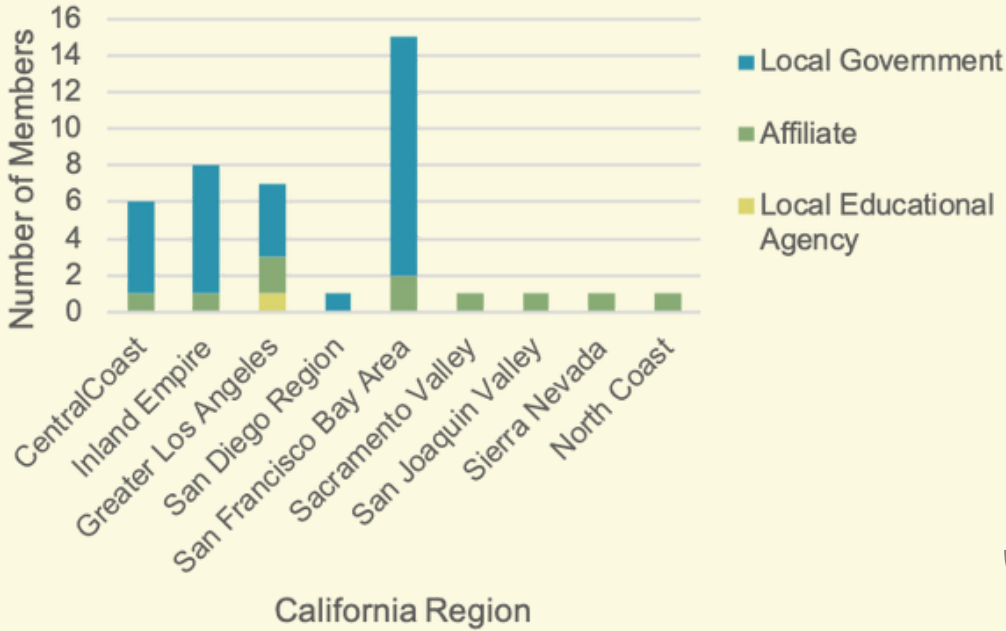 Number of Members
16
14
12
10
8
6
4
2
0
CentralCoast
Inland Empire
Greater Los Angeles
San Diego Region
San Francisco Bay Area
Sacramento Valley
San Joaquin Valley
Sierra Nevada
North Coast
California Region
Local Government
Affiliate
Local Educational
Agency